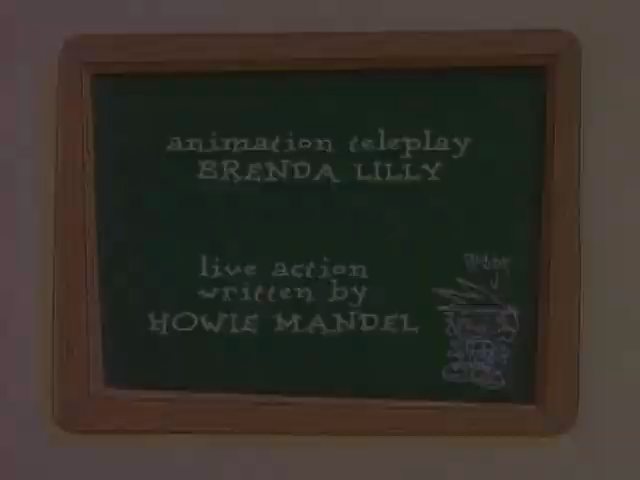 animation teleplay
BRENDA LILLY
live action
written by
HOWIE MANDEL